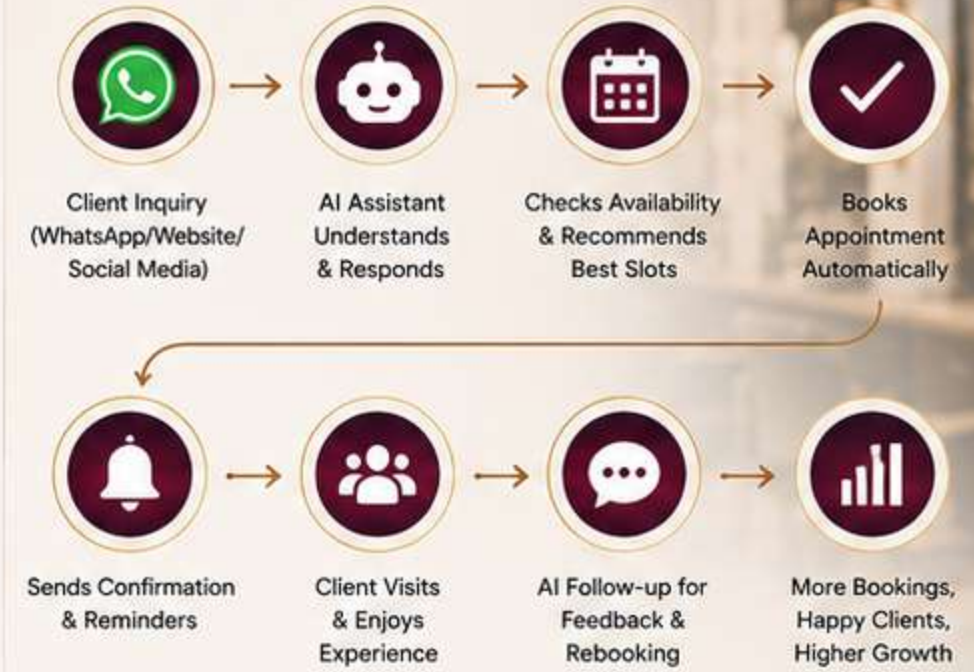 Client Inquiry
(WhatsApp/Website/
Social Media)
AI Assistant
Understands
& Responds
Checks Availability
& Recommends
Best Slots
Books
Appointment
Automatically
Sends Confirmation
& Reminders
Client Visits
& Enjoys
Experience
AI Follow-up for
Feedback &
Rebooking
More Bookings,
Happy Clients,
Higher Growth